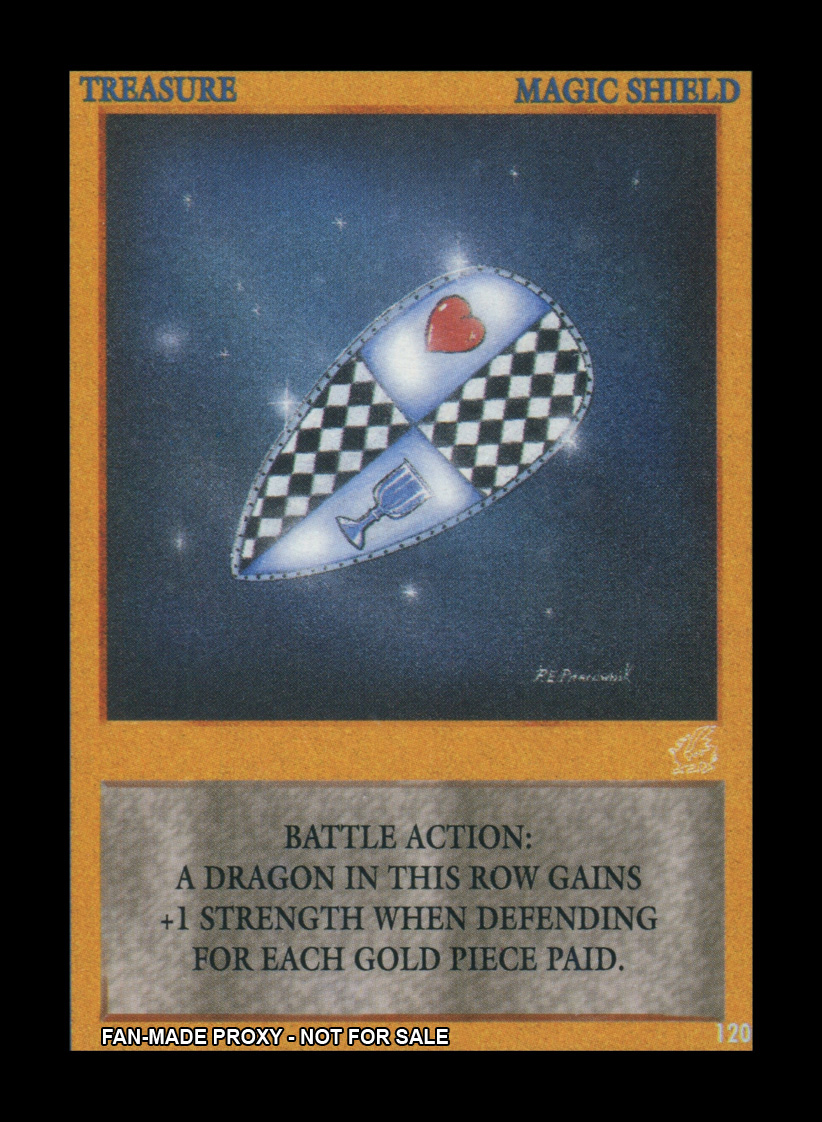 TREASURE
MAGIC SHIELD
BATTLE ACTION:
A DRAGON IN THIS ROW GAINS
+1 STRENGTH WHEN DEFENDING
FOR EACH GOLD PIECE PAID.
FAN-MADE PROXY - NOT FOR SALE
120